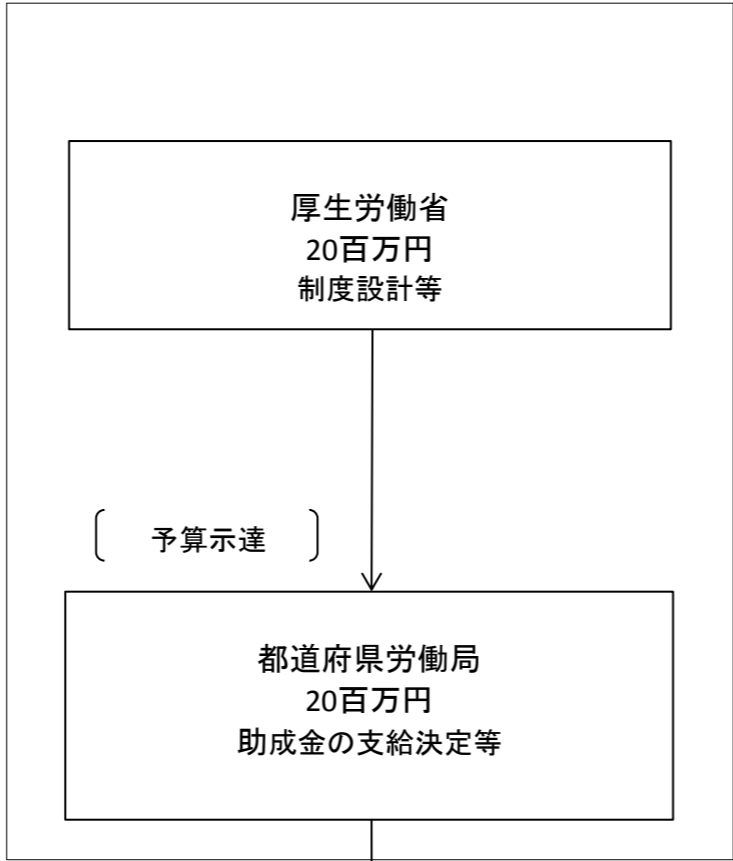 厚生労働省
20百万円
制度設計等
予算示達
都道府県労働局
20百万円
助成金の支給決定等